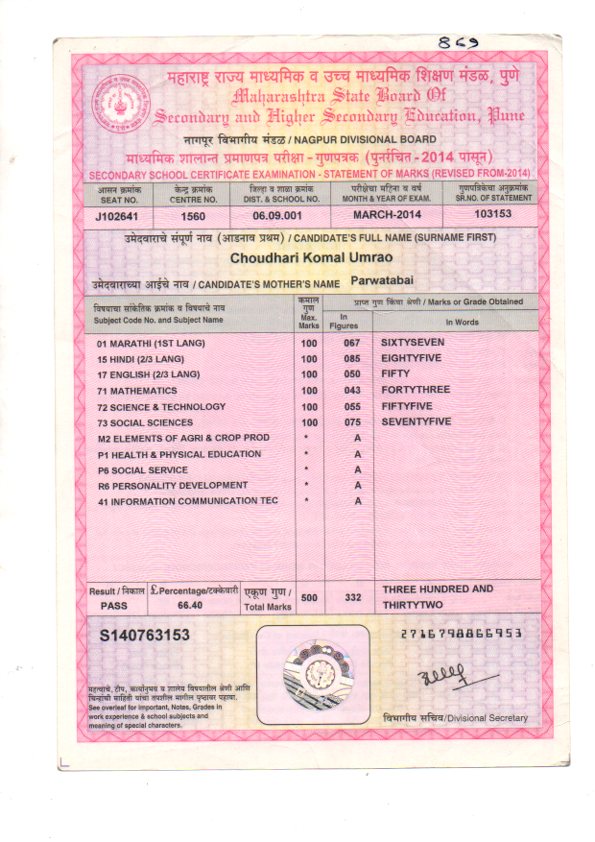 869
महाराष्ट्र राज्य माध्यमिक व उच्च माध्यमिक शिक्षण मंडळ, पुणे
Maharashtra State Board Of
Secondary and Higher Secondary Education, Pune
नागपूर विभागीय मंडळ / NAGPUR DIVISIONAL BOARD
माध्यमिक शालान्त प्रमाणपत्र परीक्षा - गुणपत्रक (पुनर्रचित - 2014 पासून)
SECONDARY SCHOOL CERTIFICATE EXAMINATION - STATEMENT OF MARKS (REVISED FROM-2014)
आसन क्रमांक केन्द्र क्रमांक जिल्हा व शाळा क्रमांक परीक्षेचा महिना व वर्ष गुणपत्रिकेचा अनुक्रमांक
SEAT NO. CENTRE NO. DIST. & SCHOOL NO. MONTH & YEAR OF EXAM. SR.NO. OF STATEMENT
J102641 1560 06.09.001 MARCH-2014 103153
उमेदवाराचे संपूर्ण नाव (आडनाव प्रथम) / CANDIDATE'S FULL NAME (SURNAME FIRST)
Choudhari Komal Umrao
उमेदवाराच्या आईचे नाव / CANDIDATE'S MOTHER'S NAME Parwatabai
विषयाचा सांकेतिक क्रमांक व विषयाचे नाव
Subject Code No. and Subject Name
कमाल
गुण
Max.
Marks
प्राप्त गुण किंवा श्रेणी / Marks or Grade Obtained
In
Figures
In Words
01 MARATHI (1ST LANG) 100 067 SIXTYSEVEN
15 HINDI (2/3 LANG) 100 085 EIGHTYFIVE
17 ENGLISH (2/3 LANG) 100 050 FIFTY
71 MATHEMATICS 100 043 FORTYTHREE
72 SCIENCE & TECHNOLOGY 100 055 FIFTYFIVE
73 SOCIAL SCIENCES 100 075 SEVENTYFIVE
M2 ELEMENTS OF AGRI & CROP PROD * A
P1 HEALTH & PHYSICAL EDUCATION * A
P6 SOCIAL SERVICE * A
R6 PERSONALITY DEVELOPMENT * A
41 INFORMATION COMMUNICATION TEC * A
Result / निकाल £Percentage/टक्केवारी एकूण गुण / 500 332 THREE HUNDRED AND
PASS 66.40 Total Marks THIRTYTWO
S140763153
2716798866953
महत्वाचे, टीप, कार्यानुभव व शालेय विषयातील श्रेणी आणि
चिन्हांची माहिती यांचा तपशील मागील पृष्ठावर पहावा.
See overleaf for important, Notes, Grades in
work experience & school subjects and
meaning of special characters.
विभागीय सचिव/Divisional Secretary